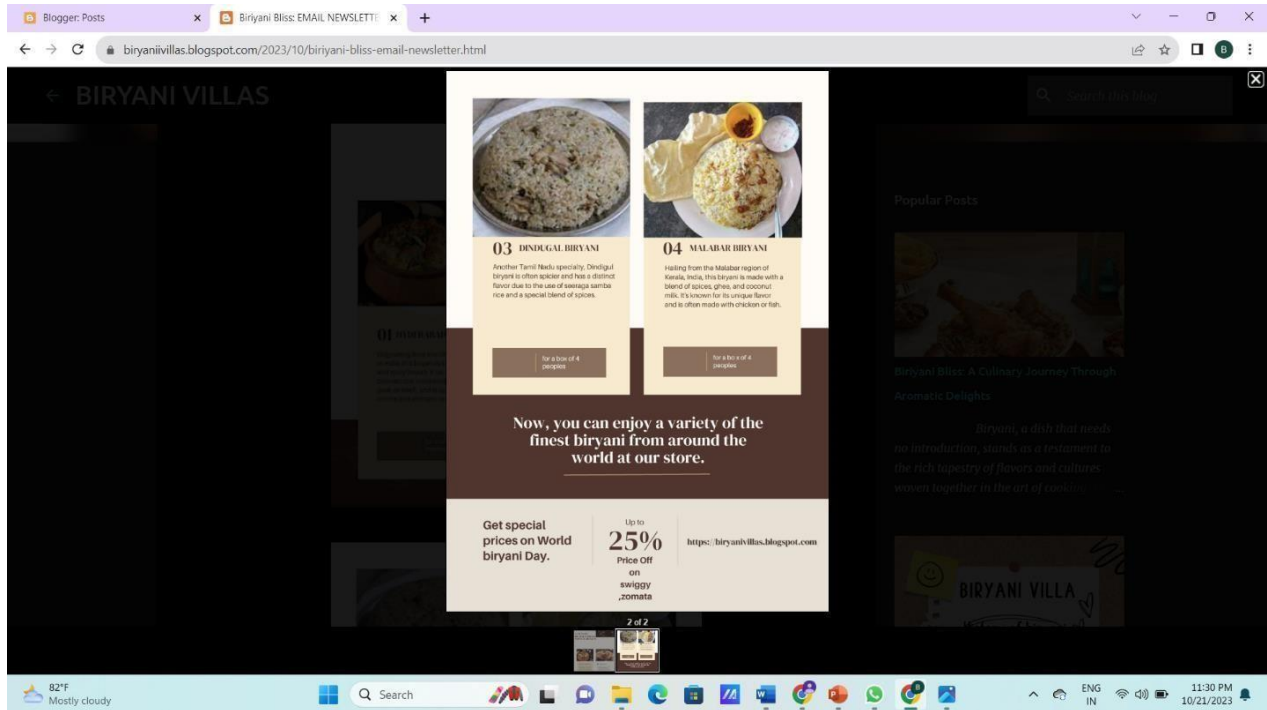 Blogger: Posts
Biriyani Bliss: EMAIL NEWSLETTE
biryaniivillas.blogspot.com/2023/10/biriyani-bliss-email-newsletter.html
B
BIRYANI VILLAS
Search this blog
03 DINDUGAL BIRYANI
Another Tamil Nadu specialty, Dindigul
biryani is often spicier and has a distinct
flavor due to the use of seeraga samba
rice and a special blend of spices.
for a box of 4
peoples
04 MALABAR BIRYANI
Hailing from the Malabar region of
Kerala, India, this biryani is made with a
blend of spices, ghee, and coconut
milk. It's known for its unique flavor
and is often made with chicken or fish.
for a box of 4
peoples
Now, you can enjoy a variety of the
finest biryani from around the
world at our store.
Get special
prices on World
biryani Day.
Up to
25%
Price Off
on
swiggy
,zomata
https://biryanivillas.blogspot.com
2 of 2
Popular Posts
Biriyani Bliss: A Culinary Journey Through
Aromatic Delights
Biryani, a dish that needs
no introduction, stands as a testament to
the rich tapestry of flavors and cultures
woven together in the art of cooking
BIRYANI VILLA
82°F
Mostly cloudy
Search
ENG
IN
11:30 PM
10/21/2023